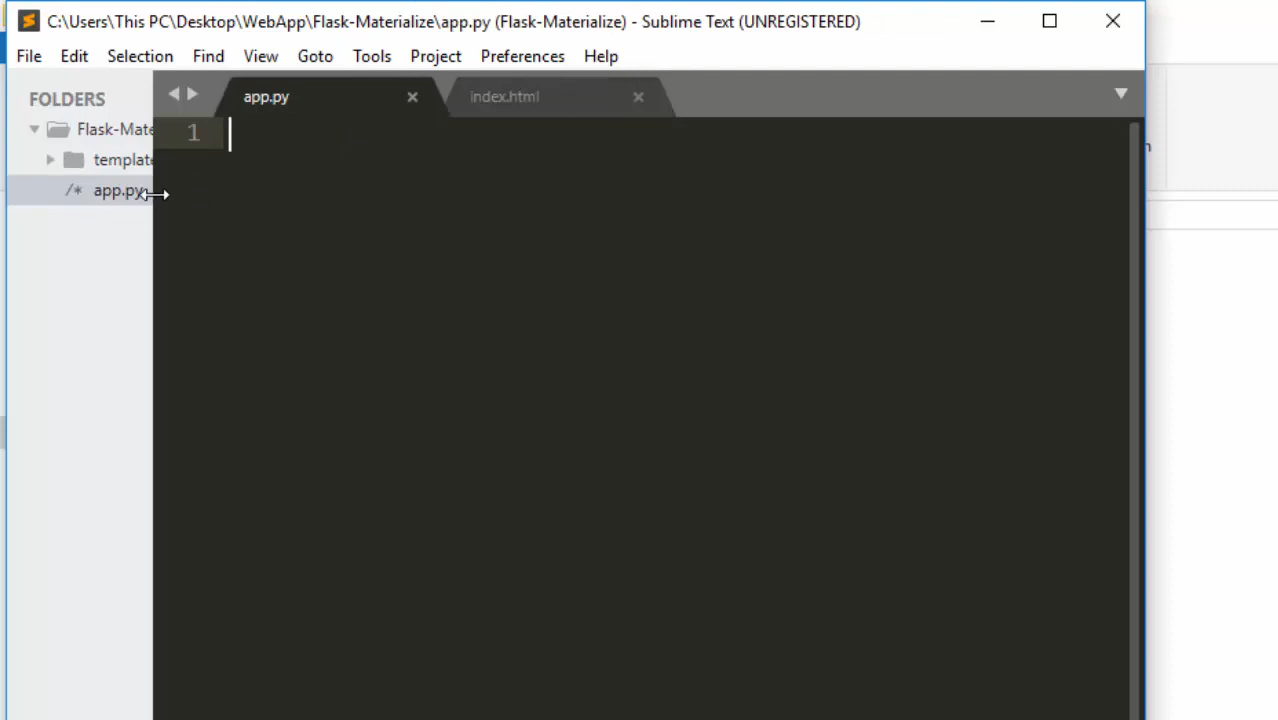 C:\Users\This PC\Desktop\WebApp\Flask-Materialize\app.py (Flask-Materialize) - Sublime Text (UNREGISTERED)
File Edit Selection Find View Goto Tools Project Preferences Help
FOLDERS
Flask-Mate
template
/* app.py
app.py
index.html
1